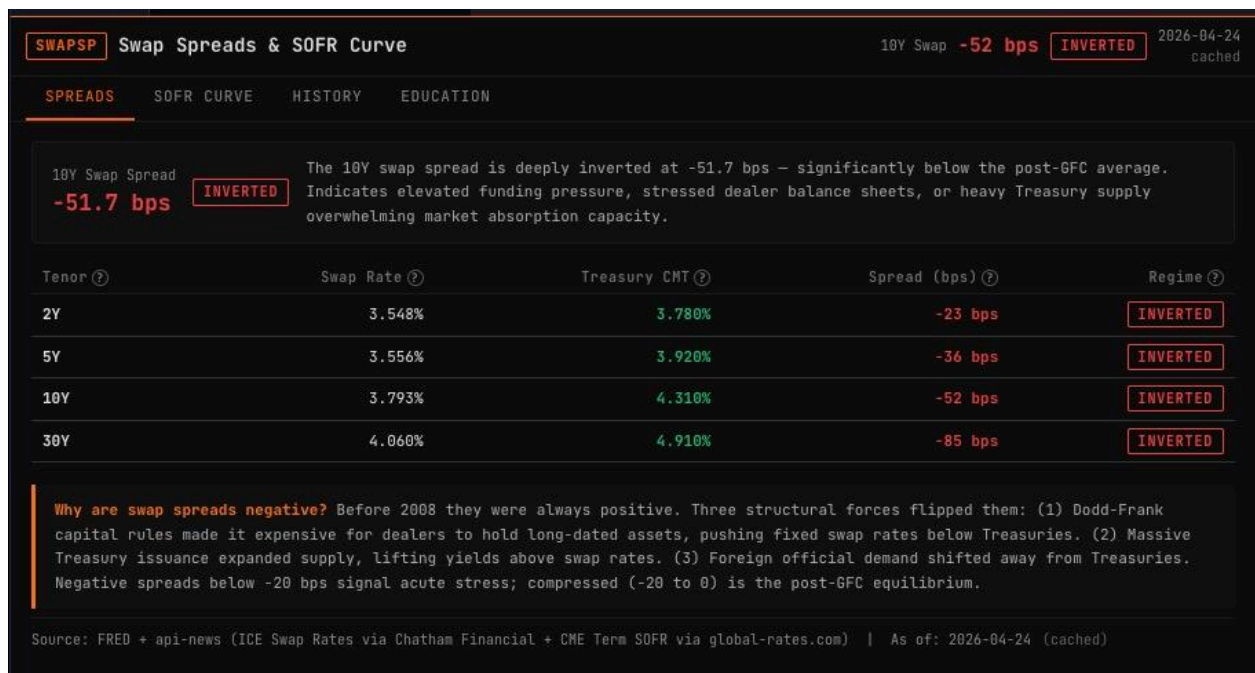 SWAPSP Swap Spreads & SOFR Curve
10Y Swap -52 bps INVERTED
2026-04-24
cached
SPREADS SOFR CURVE HISTORY EDUCATION
10Y Swap Spread
-51.7 bps
INVERTED
The 10Y swap spread is deeply inverted at -51.7 bps — significantly below the post-GFC average.
Indicates elevated funding pressure, stressed dealer balance sheets, or heavy Treasury supply
overwhelming market absorption capacity.
Tenor ? Swap Rate ? Treasury CMT ? Spread (bps) ? Regime ?
2Y 3.548% 3.780% -23 bps INVERTED
5Y 3.556% 3.920% -36 bps INVERTED
10Y 3.793% 4.310% -52 bps INVERTED
30Y 4.060% 4.910% -85 bps INVERTED
Why are swap spreads negative? Before 2008 they were always positive. Three structural forces flipped them: (1) Dodd-Frank
capital rules made it expensive for dealers to hold long-dated assets, pushing fixed swap rates below Treasuries. (2) Massive
Treasury issuance expanded supply, lifting yields above swap rates. (3) Foreign official demand shifted away from Treasuries.
Negative spreads below -20 bps signal acute stress; compressed (-20 to 0) is the post-GFC equilibrium.
Source: FRED + api-news (ICE Swap Rates via Chatham Financial + CME Term SOFR via global-rates.com) | As of: 2026-04-24 (cached)